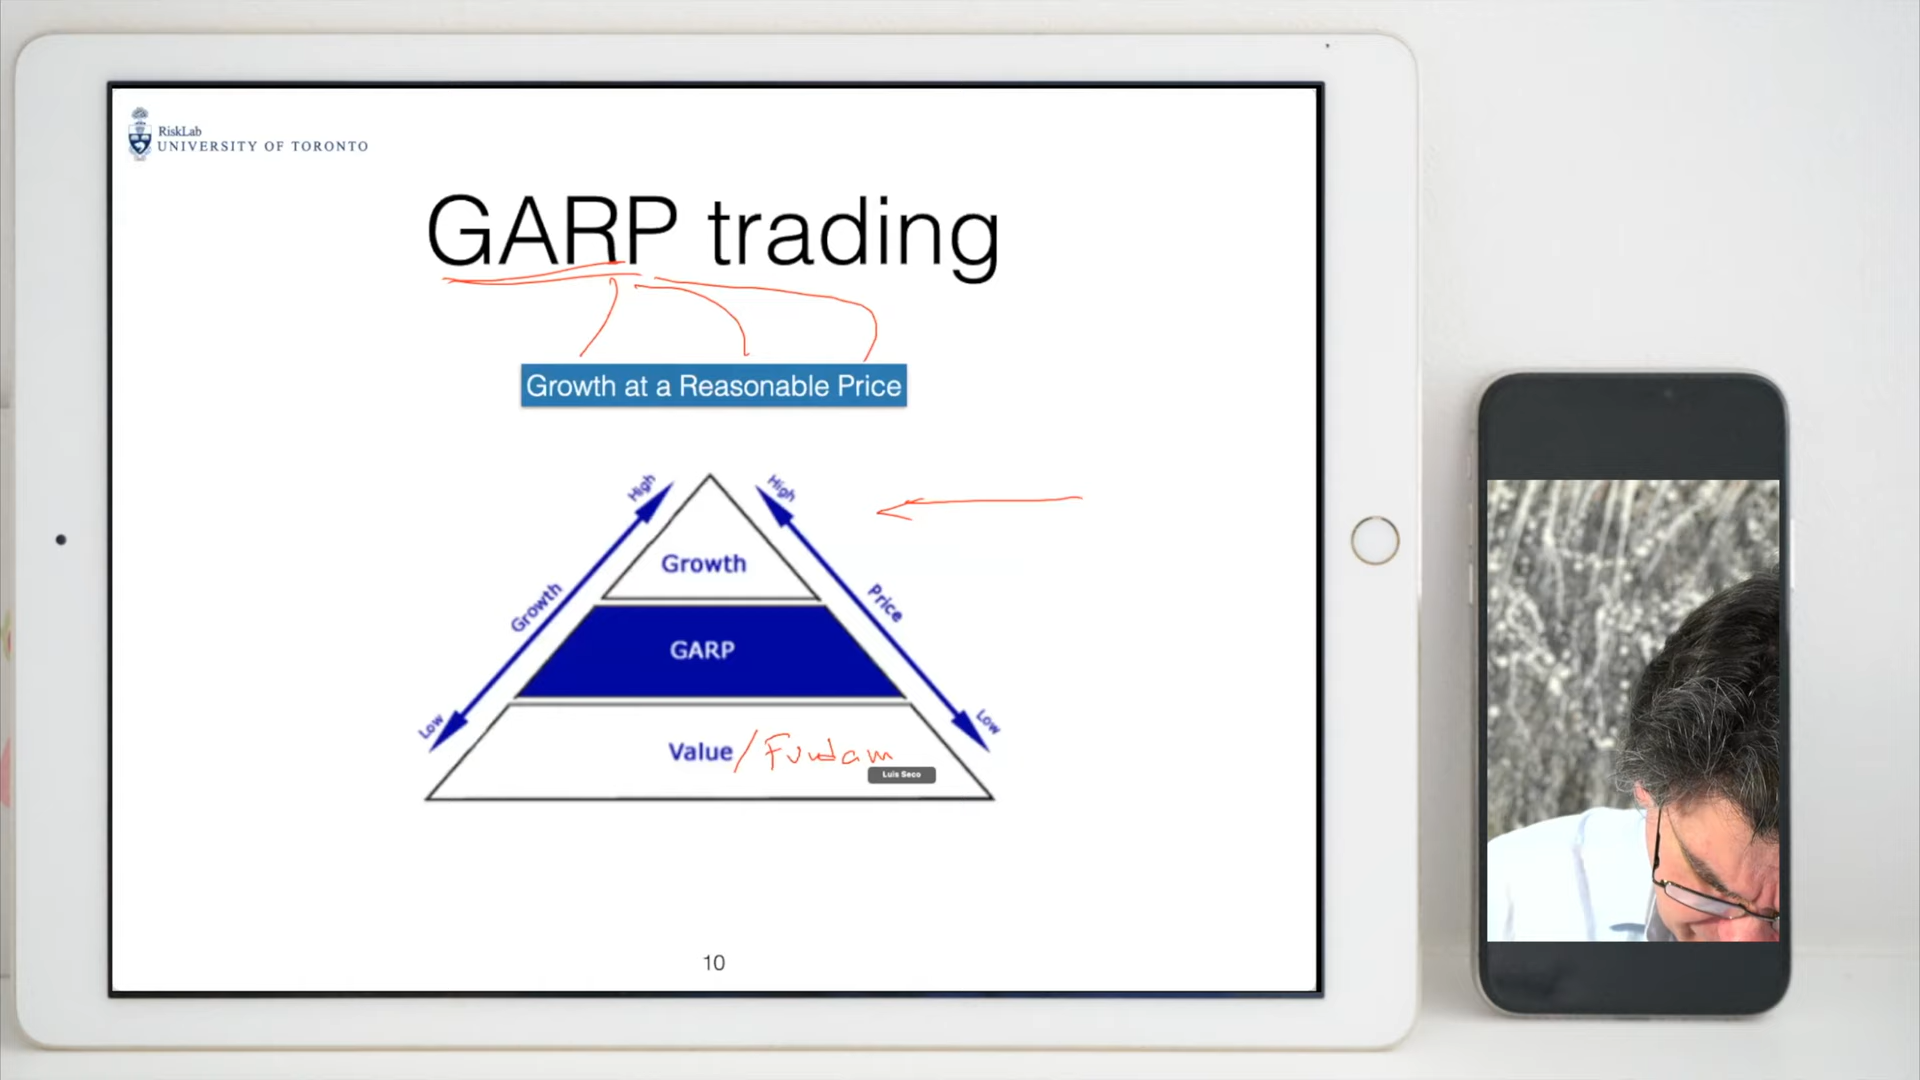 RiskLab
UNIVERSITY OF TORONTO
GARP trading
Growth at a Reasonable Price
High
High
Growth
Growth
Price
GARP
Low
Low
Value / Fundam
Luis Seco
10